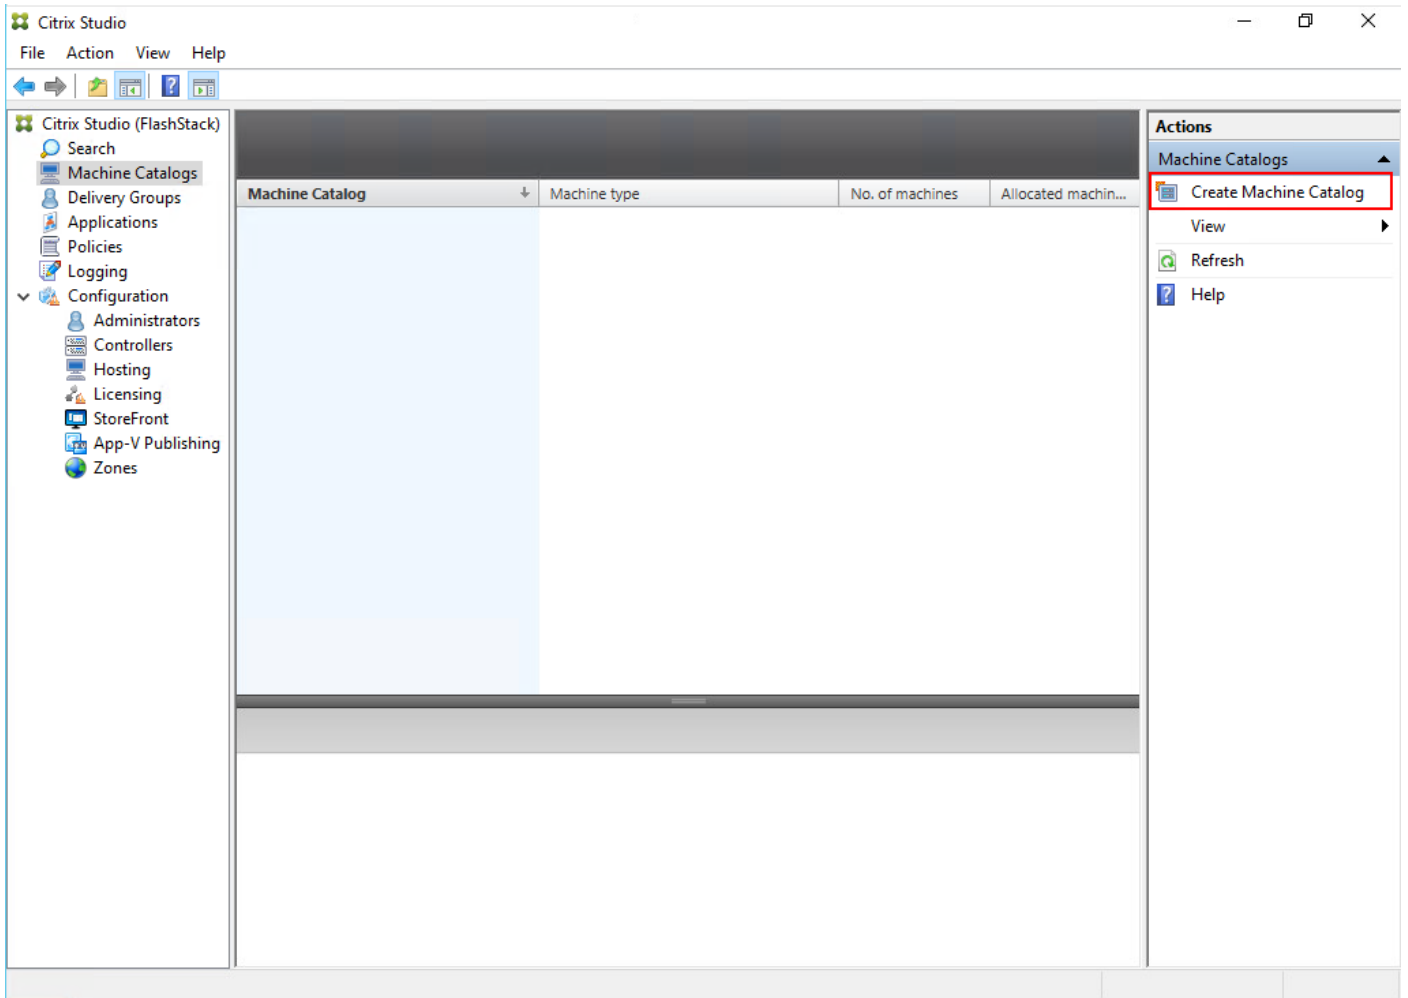 Citrix Studio
File Action View Help
Citrix Studio (FlashStack)
Search
Machine Catalogs
Delivery Groups
Applications
Policies
Logging
Configuration
Administrators
Controllers
Hosting
Licensing
StoreFront
App-V Publishing
Zones
Machine Catalog Machine type No. of machines Allocated machin...
Actions
Machine Catalogs
Create Machine Catalog
View
Refresh
Help